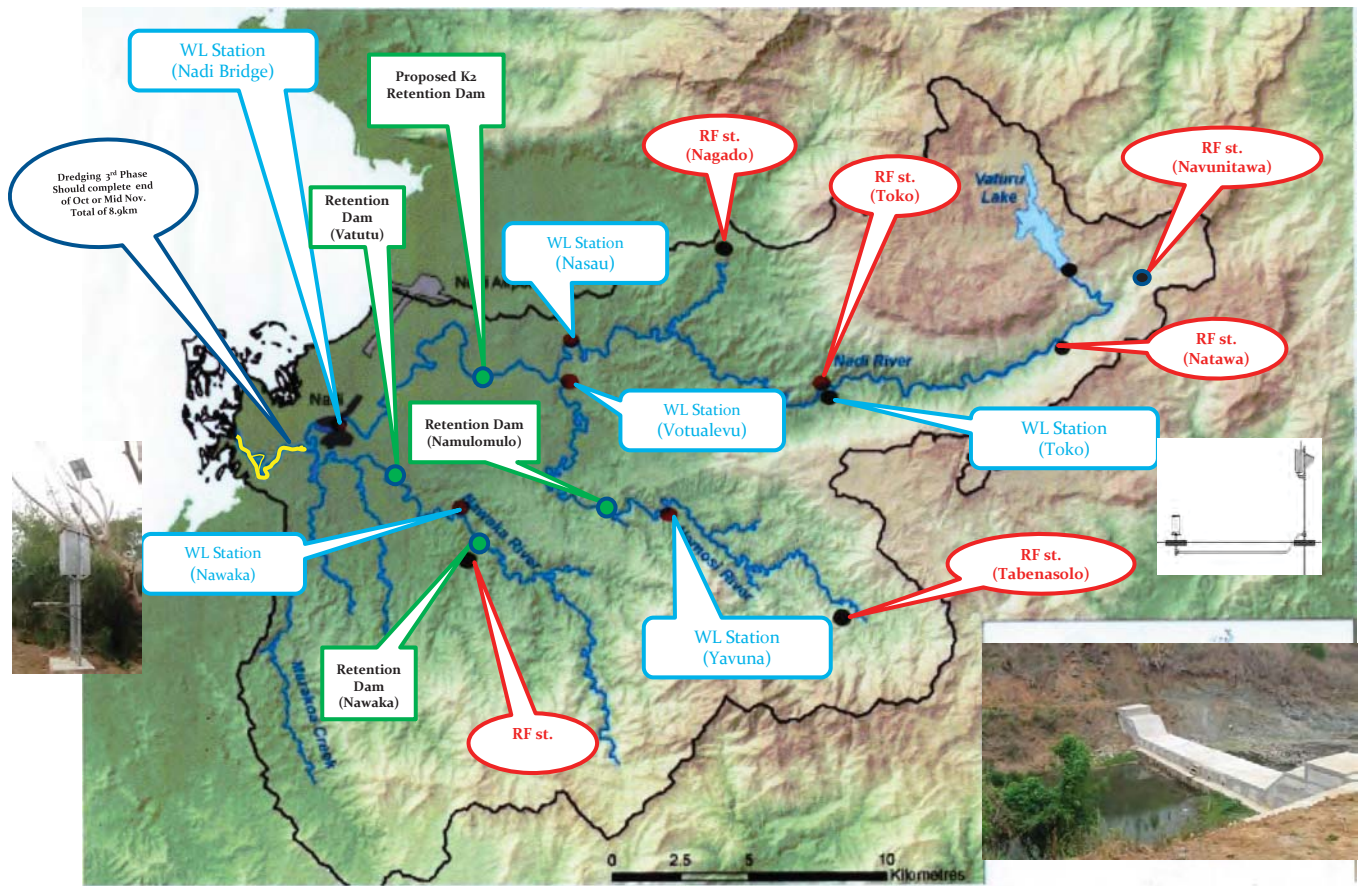 WL Station
(Nadi Bridge)
Proposed K2
Retention Dam
RF st.
(Nagado)
RF st.
(Toko)
RF st.
(Navunitawa)
Dredging 3rd Phase
Should complete end
of Oct or Mid Nov.
Total of 8.9km
Retention
Dam
(Vatutu)
WL Station
(Nasau)
Vaturu
Lake
RF st.
(Natawa)
Nadi River
Nadi
WL Station
(Votualevu)
Retention Dam
(Namulomulo)
WL Station
(Toko)
WL Station
(Nawaka)
Nawaka River
Namosi River
RF st.
(Tabenasolo)
WL Station
(Yavuna)
Retention
Dam
(Nawaka)
RF st.
Creek
0 2.5 5 10
Kilometres